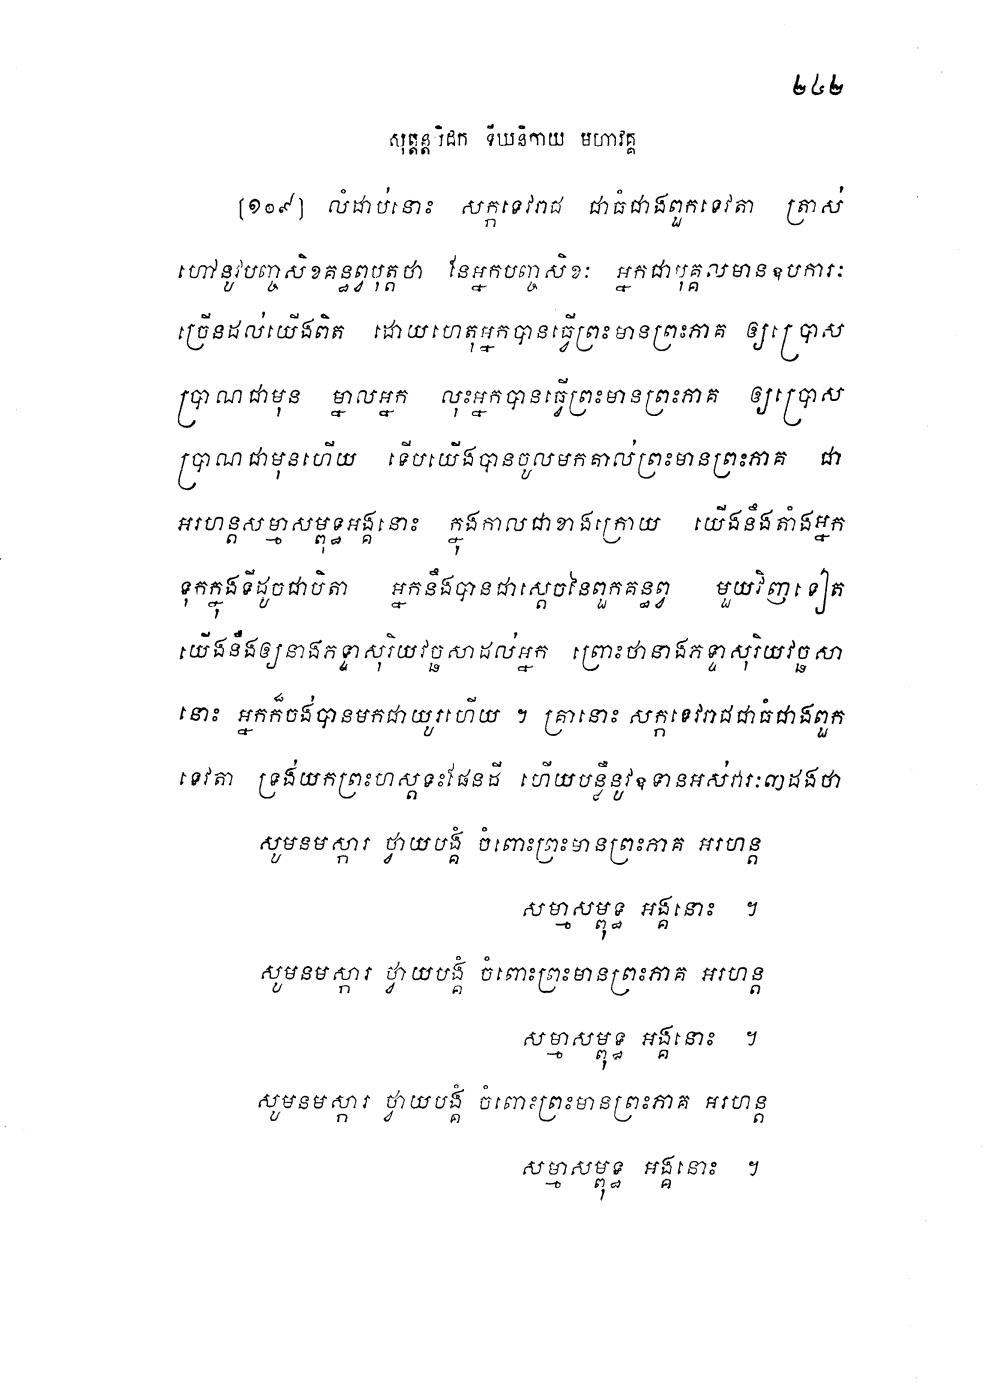 ២៤២
សុត្តន្តបិដក ទីឃនិកាយ មហាវគ្គ
[១០៩] លំដាប់នោះ សក្កទេវរាជ ជាធំជាងពួកទេវតា ត្រាស់
ហៅនូវបញ្ចសិខគន្ធព្វបុត្តថា នែអ្នកបញ្ចសិខៈ អ្នកជាបុគ្គលមានឧបការៈ
ច្រើនដល់យើងពិត ដោយហេតុអ្នកបានធ្វើព្រះមានព្រះភាគ ឲ្យប្រោស
ប្រាណជាមុន ម្នាលអ្នក លុះអ្នកបានធ្វើព្រះមានព្រះភាគ ឲ្យប្រោស
ប្រាណជាមុនហើយ ទើបយើងបានចូលមកគាល់ព្រះមានព្រះភាគ ជា
អរហន្តសម្មាសម្ពុទ្ធអង្គនោះ ក្នុងកាលជាខាងក្រោយ យើងនឹងតាំងអ្នក
ទុកក្នុងទីដូចជាបិតា អ្នកនឹងបានជាស្តេចនៃពួកគន្ធព្វ មួយវិញទៀត
យើងនឹងឲ្យនាងភទ្ទាសុរិយវច្ឆសាដល់អ្នក ព្រោះថានាងភទ្ទាសុរិយវច្ឆសា
នោះ អ្នកក៏ចង់បានមកជាយូរហើយ ។ គ្រានោះ សក្កទេវរាជជាធំជាងពួក
ទេវតា ទ្រង់យកព្រះហស្តទះផែនដី ហើយបន្លឺនូវឧទានអស់វារៈ៣ដងថា
សូមនមស្ការ ថ្វាយបង្គំ ចំពោះព្រះមានព្រះភាគ អរហន្ត
សម្មាសម្ពុទ្ធ អង្គនោះ ។
សូមនមស្ការ ថ្វាយបង្គំ ចំពោះព្រះមានព្រះភាគ អរហន្ត
សម្មាសម្ពុទ្ធ អង្គនោះ ។
សូមនមស្ការ ថ្វាយបង្គំ ចំពោះព្រះមានព្រះភាគ អរហន្ត
សម្មាសម្ពុទ្ធ អង្គនោះ ។